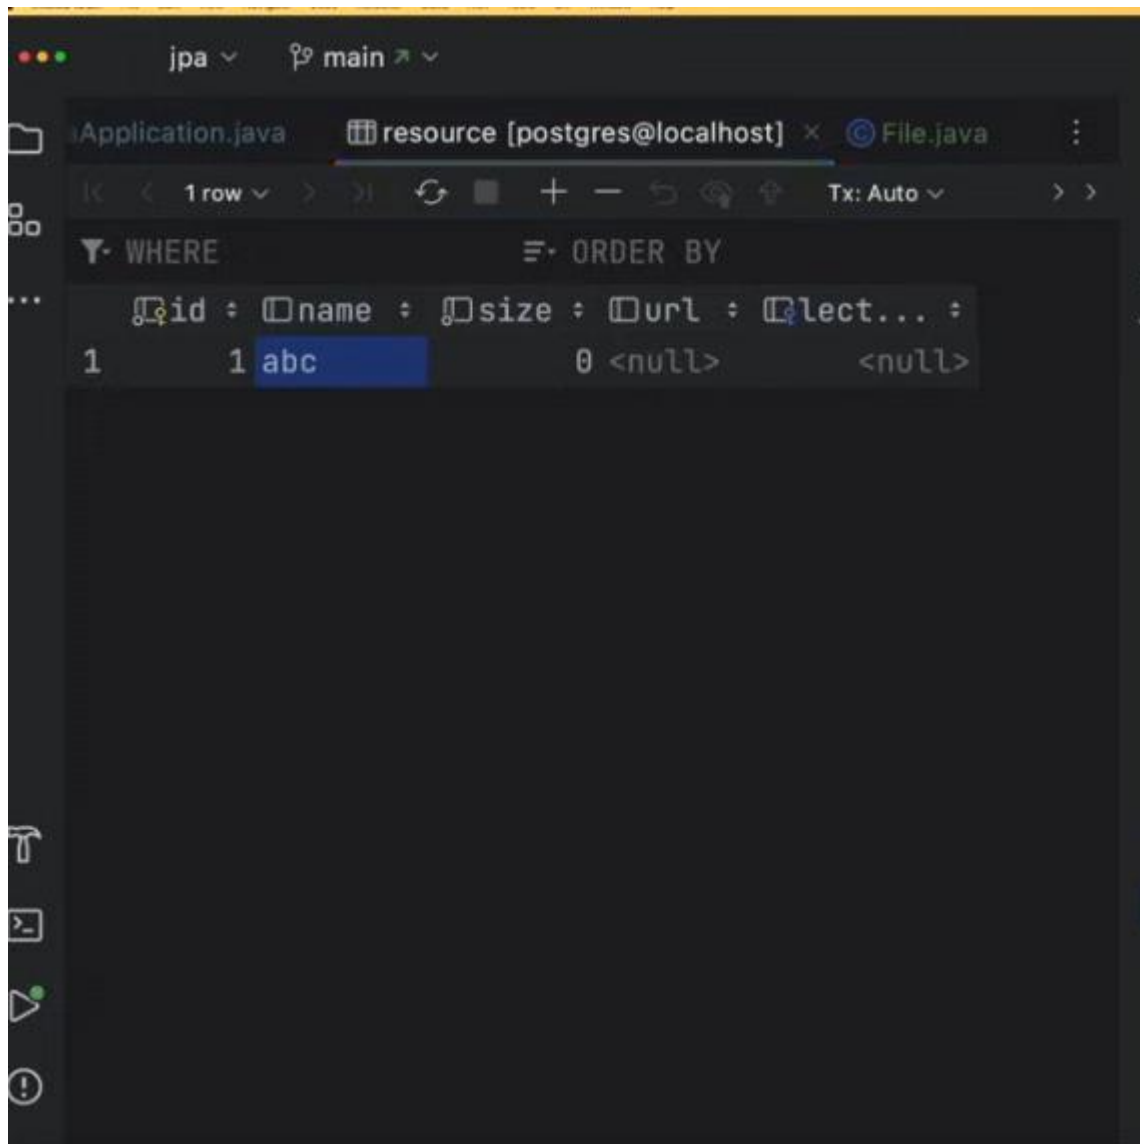 jpa main
Application.java resource [postgres@localhost] File.java
1 row Tx: Auto
WHERE ORDER BY
id name size url lect...
1 1 abc 0 <null> <null>